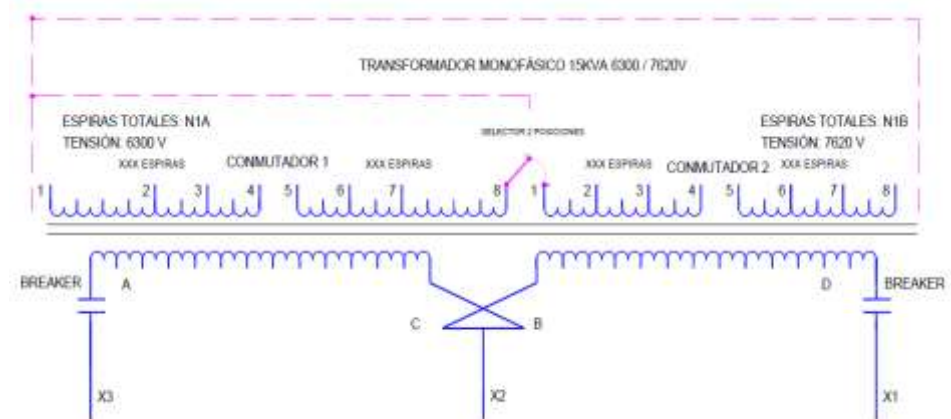 TRANSFORMADOR MONOFÁSICO 15KVA 6300 / 7620V
ESPIRAS TOTALES: N1A
TENSIÓN: 6300 V
ESPIRAS TOTALES: N1B
TENSIÓN: 7620 V
SELECTOR 2 POSICIONES
XXX ESPIRAS
CONMUTADOR 1
XXX ESPIRAS
XXX ESPIRAS
CONMUTADOR 2
XXX ESPIRAS
1 2 3 4 5 6 7 8 1 2 3 4 5 6 7 8
BREAKER
A
D
BREAKER
C
B
X3
X2
X1